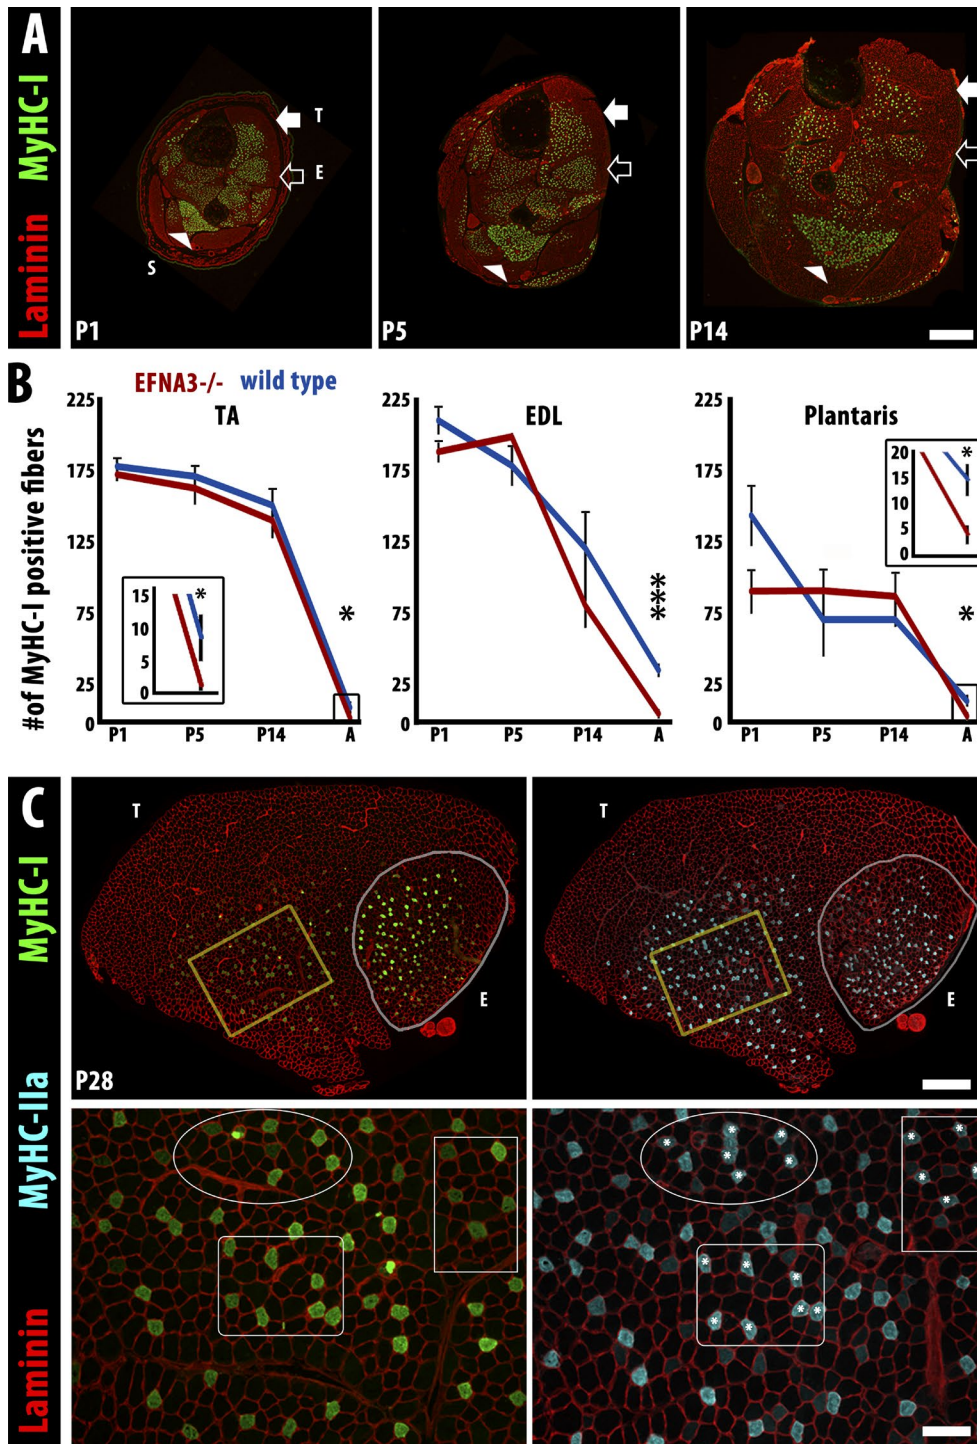 A
Laminin MyHC-I
T
E
S
P1
P5
P14
B
EFNA3-/- wild type
#of MyHC-I positive fibers
TA
225
175
125
75
25
0
P1 P5 P14 A
*
15
10
5
0
*
EDL
225
175
125
75
25
0
P1 P5 P14 A
***
Plantaris
225
175
125
75
25
0
P1 P5 P14 A
*
20
15
10
5
0
*
C
Laminin MyHC-IIa MyHC-I
T
E
P28
T
E
* * * * * *
* * * *
* * * * * * *